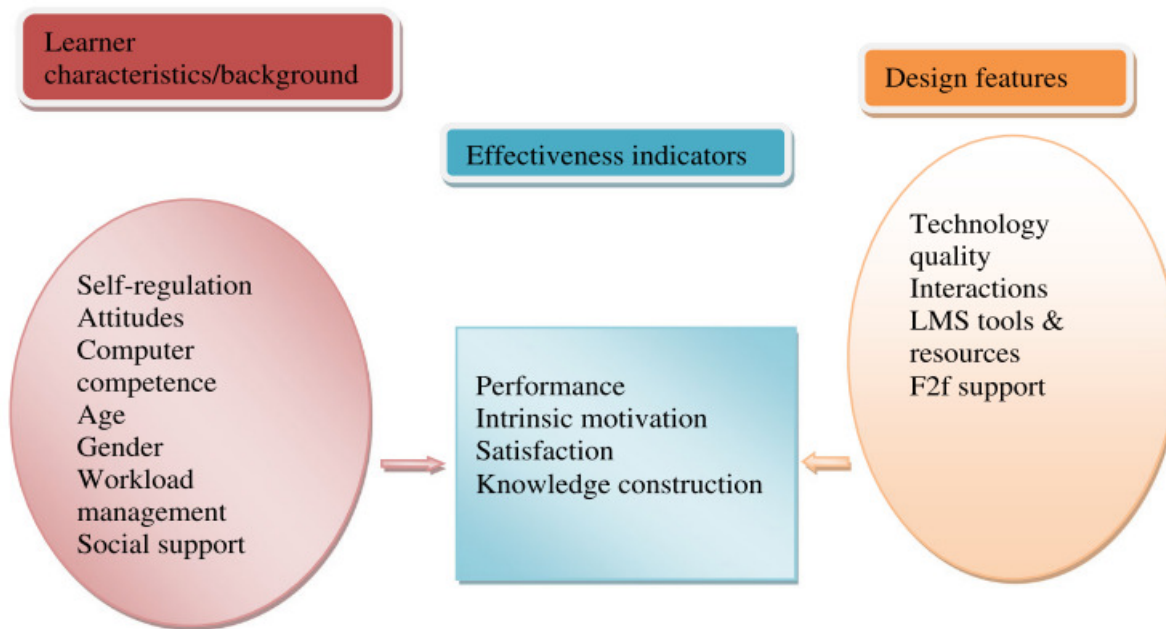 Learner
characteristics/background
Design features
Effectiveness indicators
Self-regulation
Attitudes
Computer
competence
Age
Gender
Workload
management
Social support
Performance
Intrinsic motivation
Satisfaction
Knowledge construction
Technology
quality
Interactions
LMS tools &
resources
F2f support